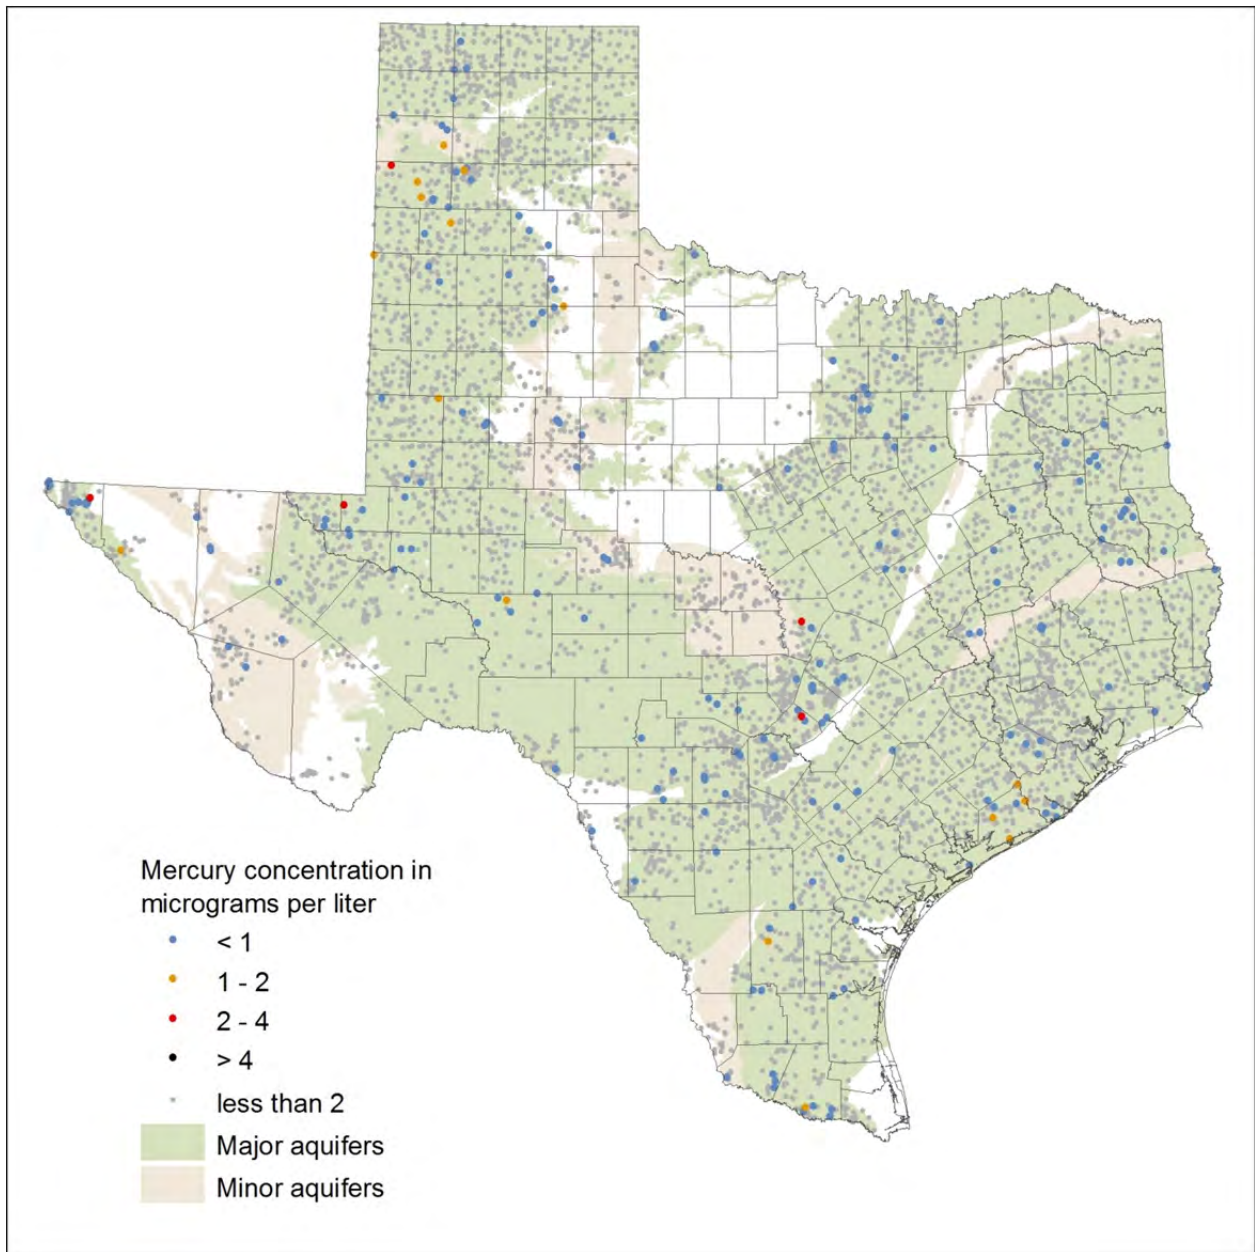 Mercury concentration in
micrograms per liter
< 1
1 - 2
2 - 4
> 4
less than 2
Major aquifers
Minor aquifers